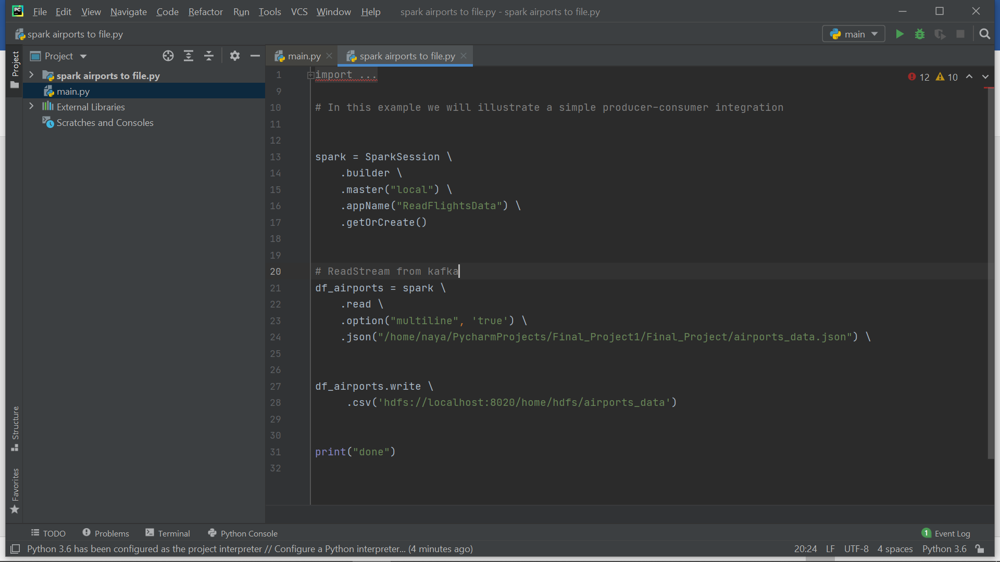 PC File Edit View Navigate Code Refactor Run Tools VCS Window Help spark airports to file.py - spark airports to file.py
spark airports to file.py main
Project Project main.py spark airports to file.py
spark airports to file.py
main.py
External Libraries
Scratches and Consoles
12 10
1 import ...
9
10 # In this example we will illustrate a simple producer-consumer integration
11
12
13 spark = SparkSession \
14 .builder \
15 .master("local") \
16 .appName("ReadFlightsData") \
17 .getOrCreate()
18
19
20 # ReadStream from kafka
21 df_airports = spark \
22 .read \
23 .option("multiline", 'true') \
24 .json("/home/naya/PycharmProjects/Final_Project1/Final_Project/airports_data.json") \
25
26
27 df_airports.write \
28 .csv('hdfs://localhost:8020/home/hdfs/airports_data')
29
30
31 print("done")
32
Structure
Favorites
TODO Problems Terminal Python Console 1 Event Log
Python 3.6 has been configured as the project interpreter // Configure a Python interpreter... (4 minutes ago) 20:24 LF UTF-8 4 spaces Python 3.6